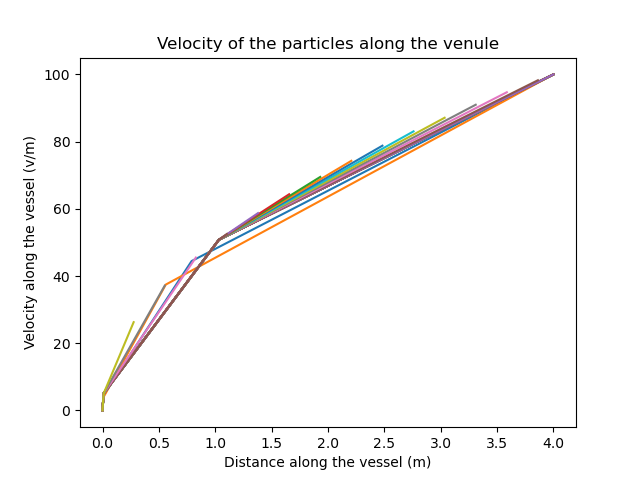 Velocity of the particles along the venule
Velocity along the vessel (v/m)
100
80
60
40
20
0
0.0 0.5 1.0 1.5 2.0 2.5 3.0 3.5 4.0
Distance along the vessel (m)